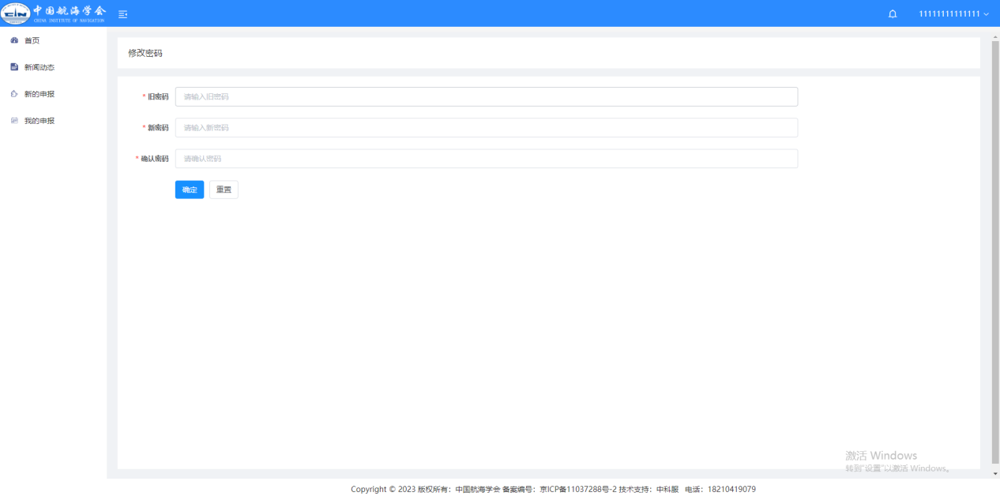 中国航海学会
CHINA INSTITUTE OF NAVIGATION
11111111111111
首页
新闻动态
新的申报
我的申报
修改密码
* 旧密码 请输入旧密码
* 新密码 请输入新密码
* 确认密码 请确认密码
确定 重置
激活 Windows
转到"设置"以激活 Windows。
Copyright © 2023 版权所有：中国航海学会 备案编号：京ICP备11037288号-2 技术支持：中科服 电话：18210419079